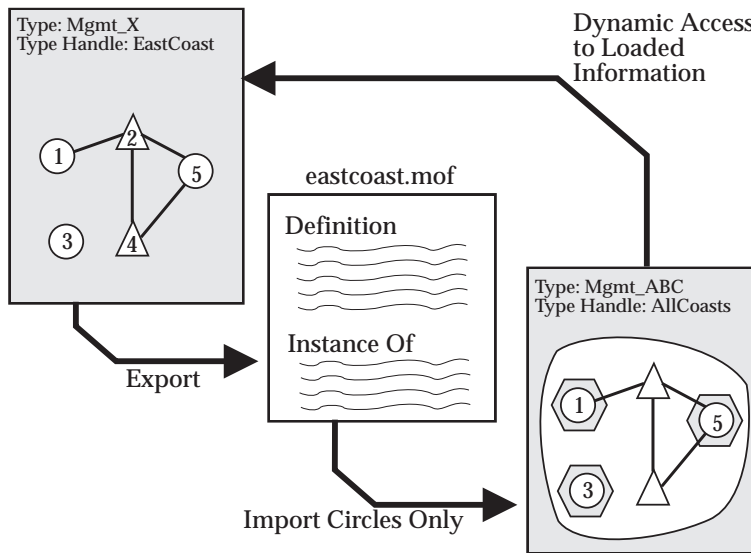 Type: Mgmt_X
Type Handle: EastCoast
1
2
5
3
4
Dynamic Access
to Loaded
Information
eastcoast.mof
Definition
Instance Of
Export
Import Circles Only
Type: Mgmt_ABC
Type Handle: AllCoasts
1
5
3